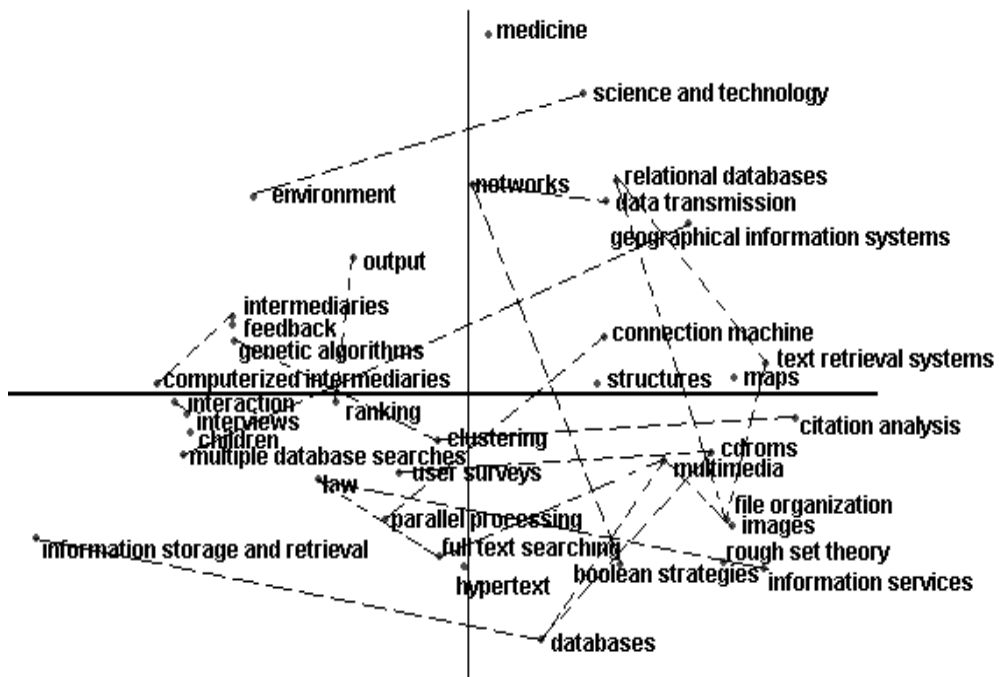 medicine
science and technology
environment
networks
relational databases
data transmission
geographical information systems
output
intermediaries
feedback
genetic algorithms
connection machine
text retrieval systems
computerized intermediaries
structures
maps
interaction
ranking
interviews
children
clustering
citation analysis
multiple database searches
cdroms
multimedia
law
user surveys
file organization
images
parallel processing
information storage and retrieval
full text searching
rough set theory
hypertext
boolean strategies
information services
databases